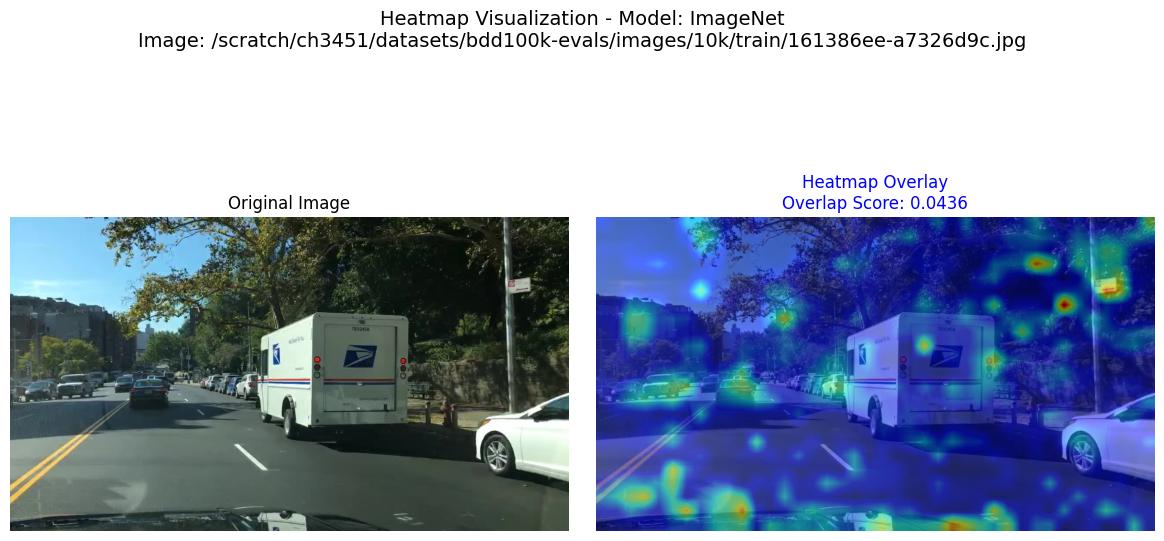 Heatmap Visualization - Model: ImageNet
Image: /scratch/ch3451/datasets/bdd100k-evals/images/10k/train/161386ee-a7326d9c.jpg
Original Image
Heatmap Overlay
Overlap Score: 0.0436